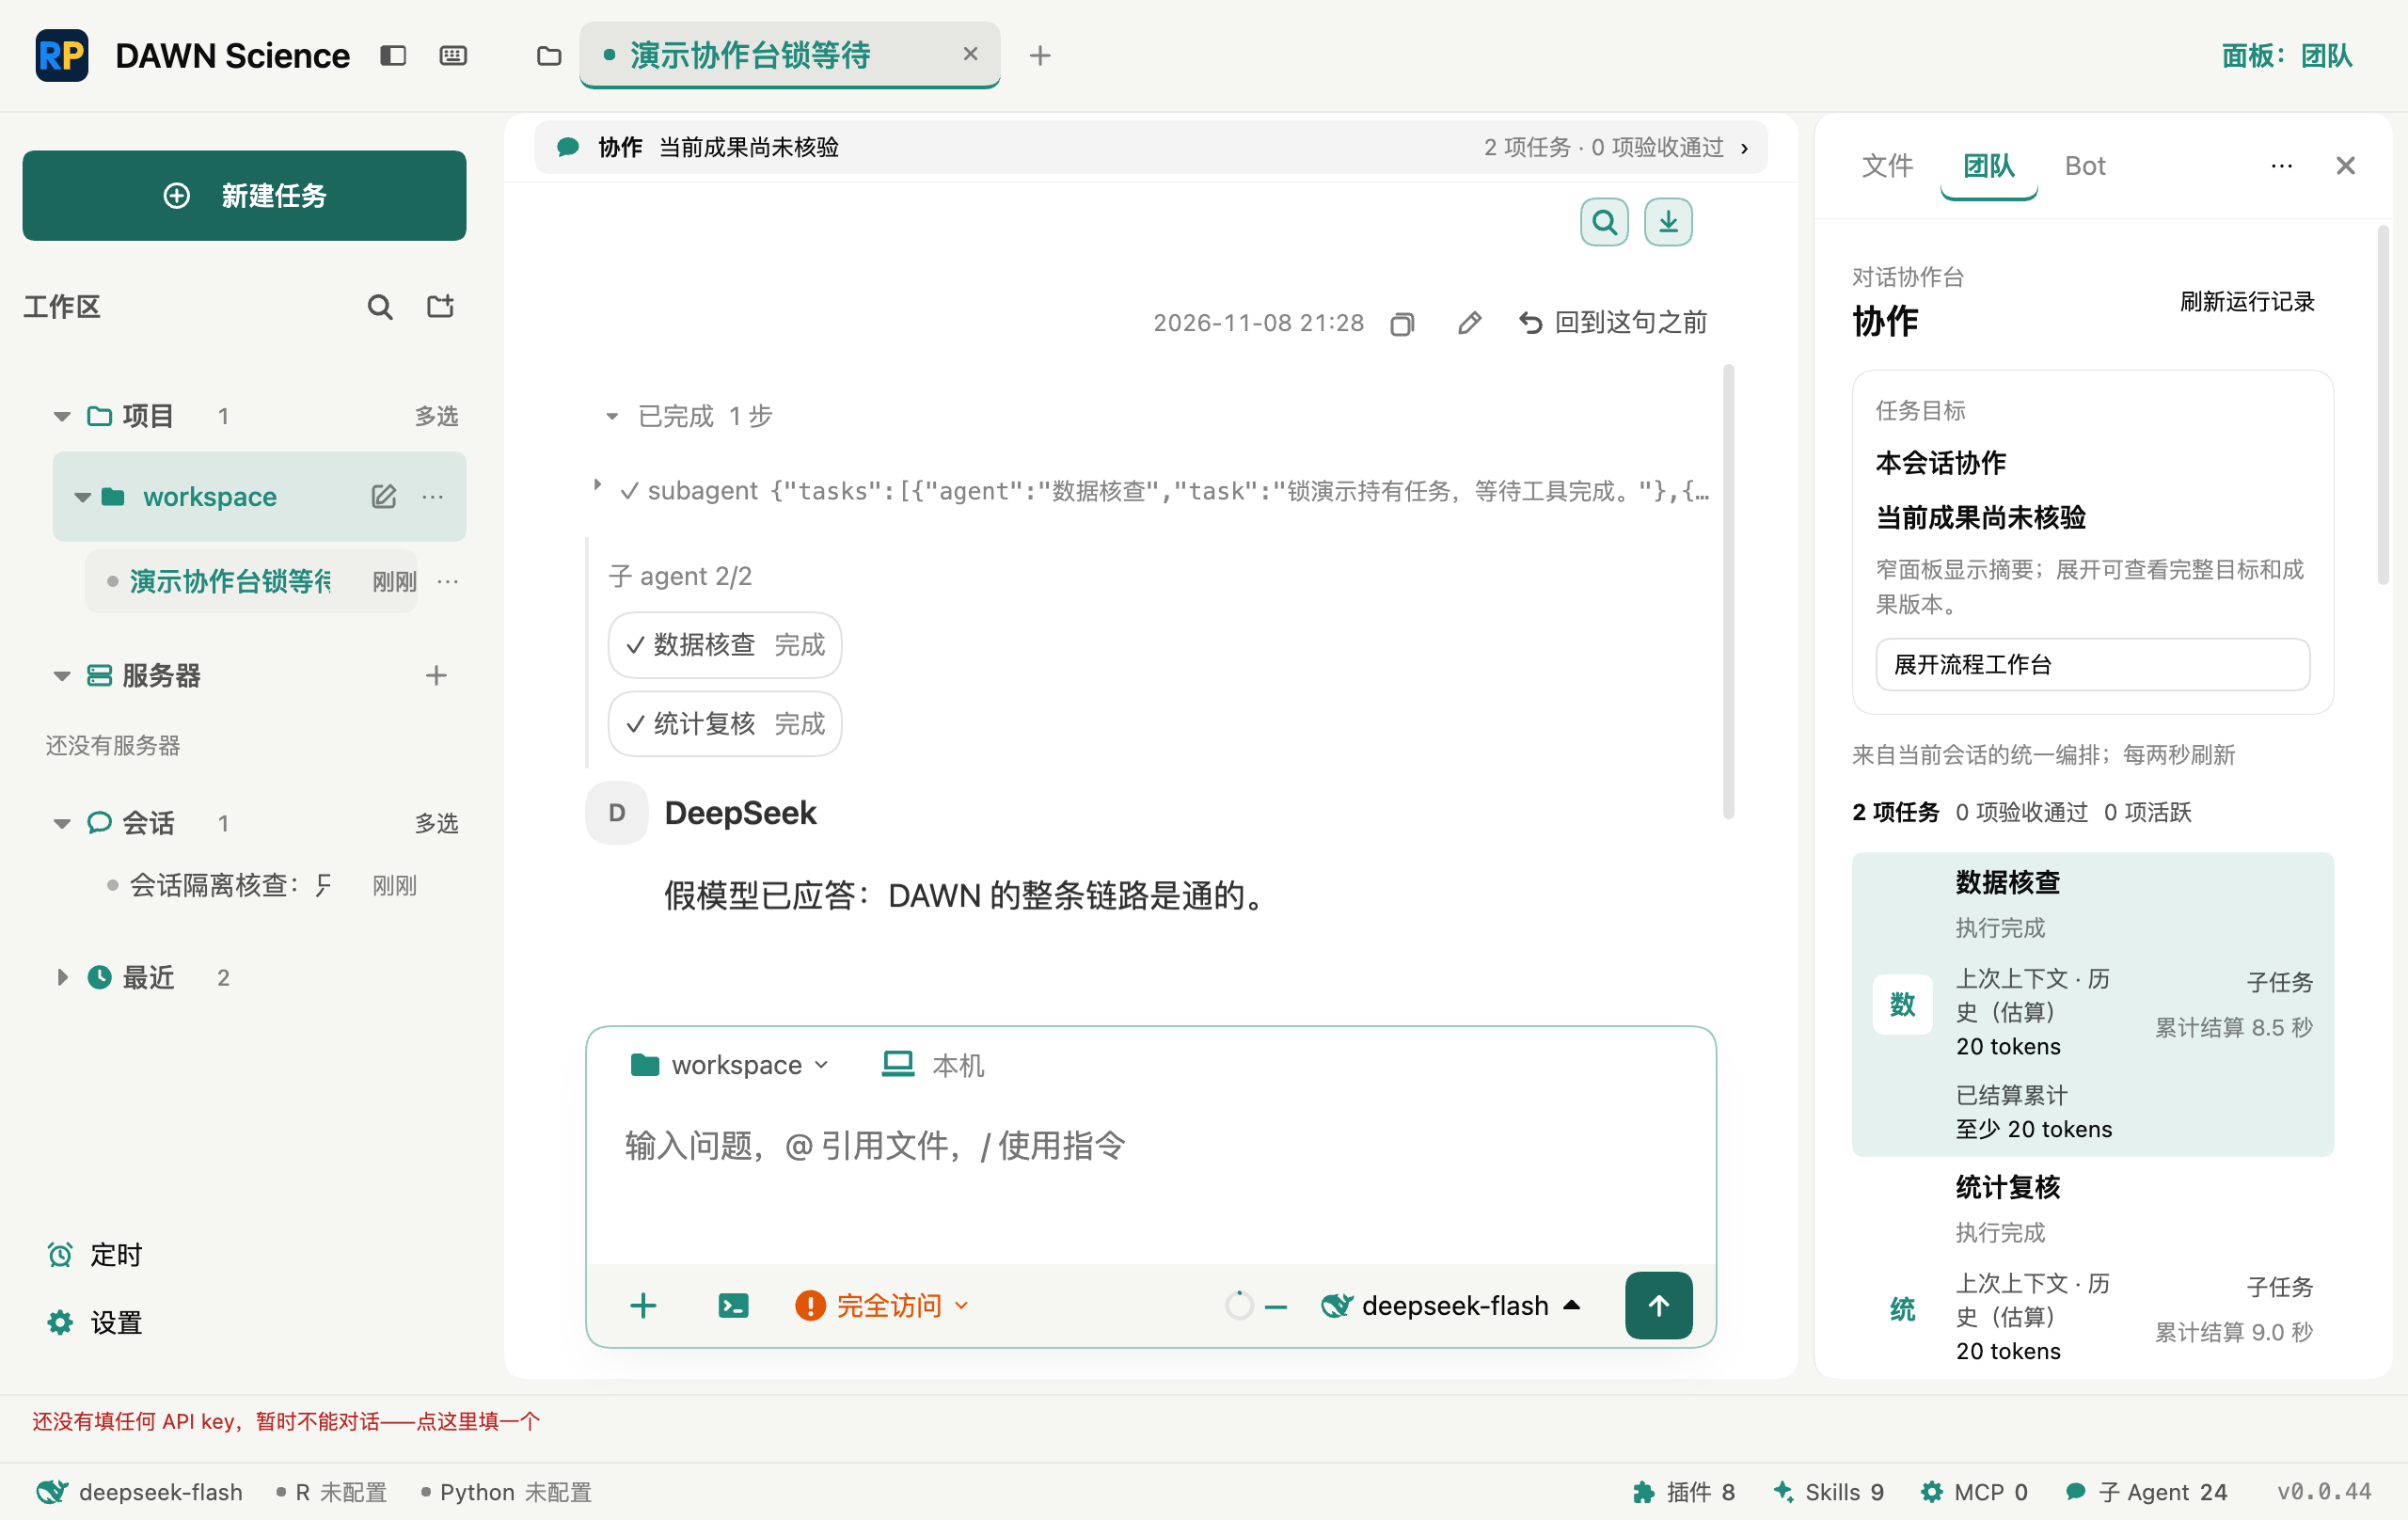 RP DAWN Science
演示协作台锁等待
面板：团队
新建任务
工作区
项目 1 多选
workspace
演示协作台锁等待 刚刚
服务器
还没有服务器
会话 1 多选
会话隔离核查： 刚刚
最近 2
定时
设置
协作 当前成果尚未核验 2 项任务 · 0 项验收通过
2026-11-08 21:28 回到这句之前
已完成 1 步
subagent {"tasks":[{"agent":"数据核查","task":"锁演示持有任务，等待工具完成。"},{…
子 agent 2/2
数据核查 完成
统计复核 完成
D DeepSeek
假模型已应答：DAWN 的整条链路是通的。
workspace 本机
输入问题，@ 引用文件，/ 使用指令
完全访问 deepseek-flash
文件 团队 Bot
对话协作台
协作
刷新运行记录
任务目标
本会话协作
当前成果尚未核验
窄面板显示摘要；展开可查看完整目标和成
果版本。
展开流程工作台
来自当前会话的统一编排；每两秒刷新
2 项任务 0 项验收通过 0 项活跃
数
数据核查
执行完成
上次上下文 · 历
史（估算）
20 tokens
已结算累计
至少 20 tokens
子任务
累计结算 8.5 秒
统
统计复核
执行完成
上次上下文 · 历
史（估算）
20 tokens
子任务
累计结算 9.0 秒
还没有填任何 API key，暂时不能对话——点这里填一个
deepseek-flash R 未配置 Python 未配置
插件 8 Skills 9 MCP 0 子 Agent 24 v0.0.44